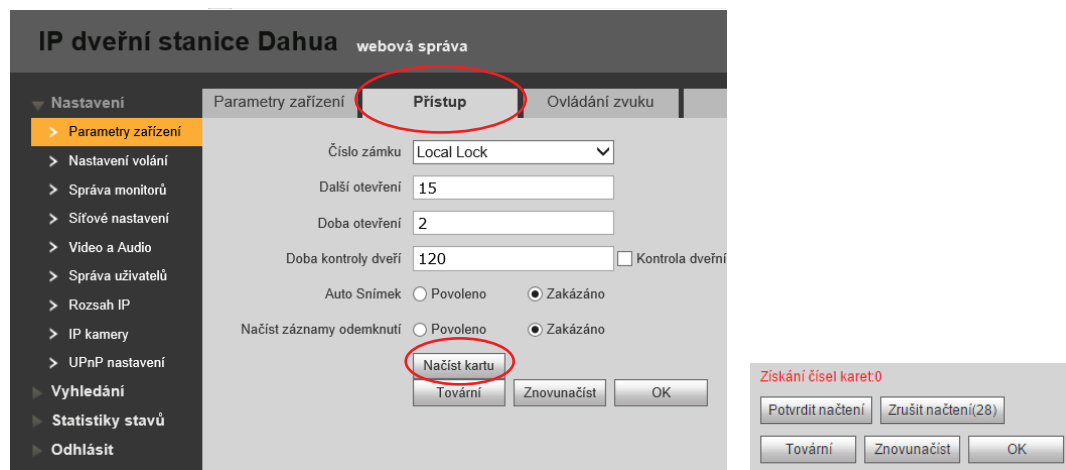 IP dveřní stanice Dahua webová správa
Nastavení
Parametry zařízení
Nastavení volání
Správa monitorů
Síťové nastavení
Video a Audio
Správa uživatelů
Rozsah IP
IP kamery
UPnP nastavení
Vyhledání
Statistiky stavů
Odhlásit
Parametry zařízení Přístup Ovládání zvuku
Číslo zámku Local Lock
Další otevření 15
Doba otevření 2
Doba kontroly dveří 120 Kontrola dveřní
Auto Snímek Povoleno Zakázáno
Načíst záznamy odemknutí Povoleno Zakázáno
Načíst kartu
Tovární Znovunačíst OK
Získání čísel karet:0
Potvrdit načtení Zrušit načtení(28)
Tovární Znovunačíst OK